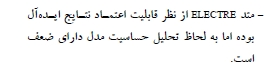 – متد ELECTRE از نظر قابلیت اعتماد نتایج ایده‌آل
بوده اما به لحاظ تحلیل حساسیت مدل دارای ضعف
است.